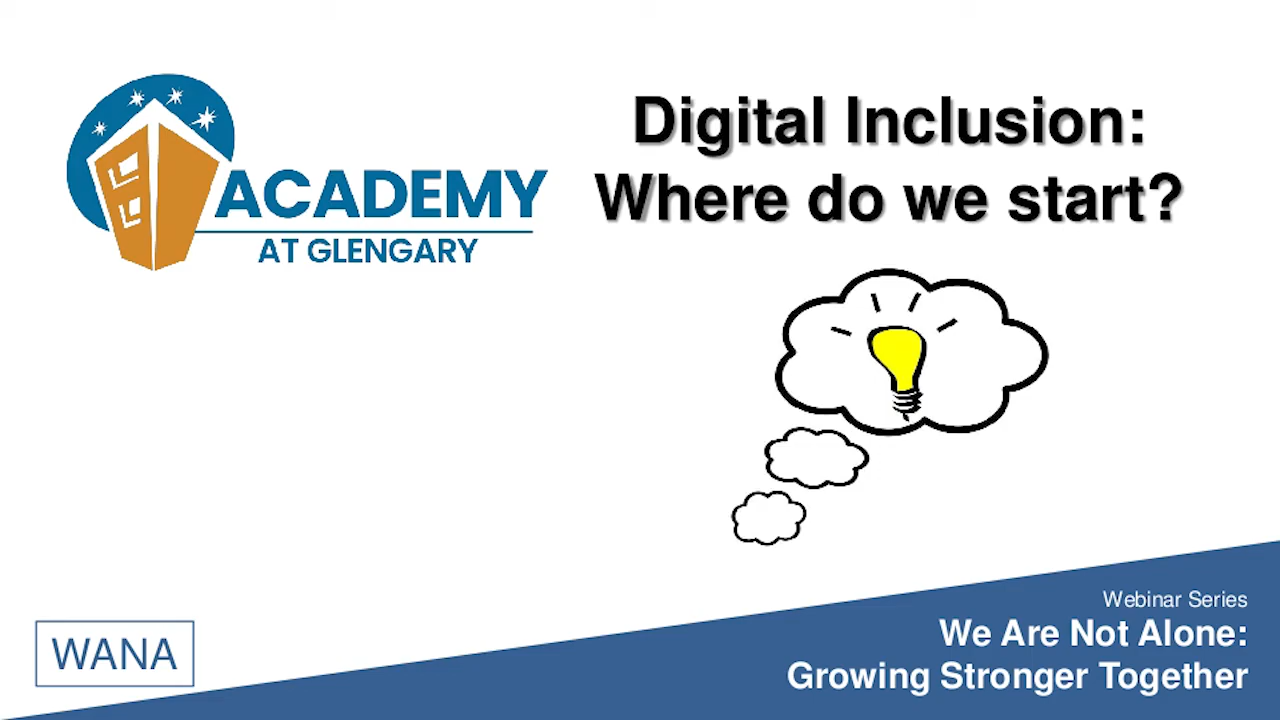 ACADEMY
AT GLENGARY
Digital Inclusion:
Where do we start?
WANA
Webinar Series
We Are Not Alone:
Growing Stronger Together